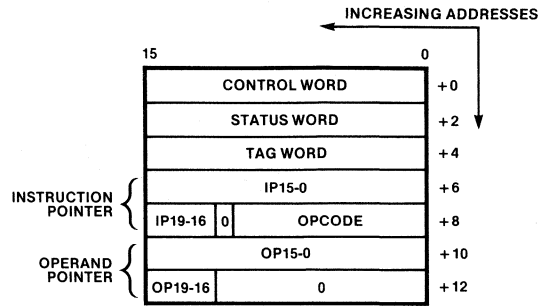 INCREASING ADDRESSES
15 0
CONTROL WORD +0
STATUS WORD +2
TAG WORD +4
INSTRUCTION POINTER
IP15-0 +6
IP19-16 0 OPCODE +8
OPERAND POINTER
OP15-0 +10
OP19-16 0 +12